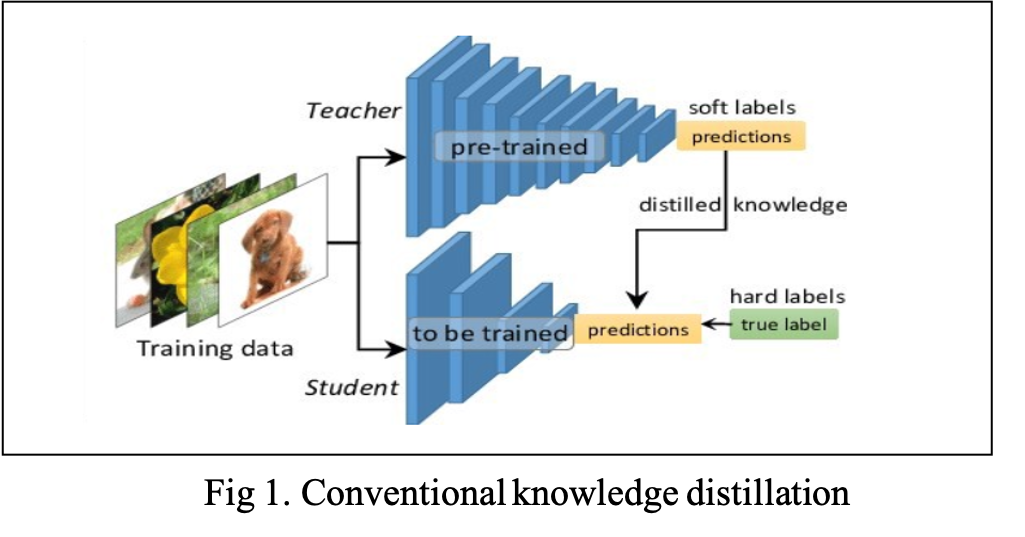 Teacher
pre-trained
soft labels
predictions
distilled knowledge
hard labels
true label
to be trained
predictions
Training data
Student
Fig 1. Conventional knowledge distillation